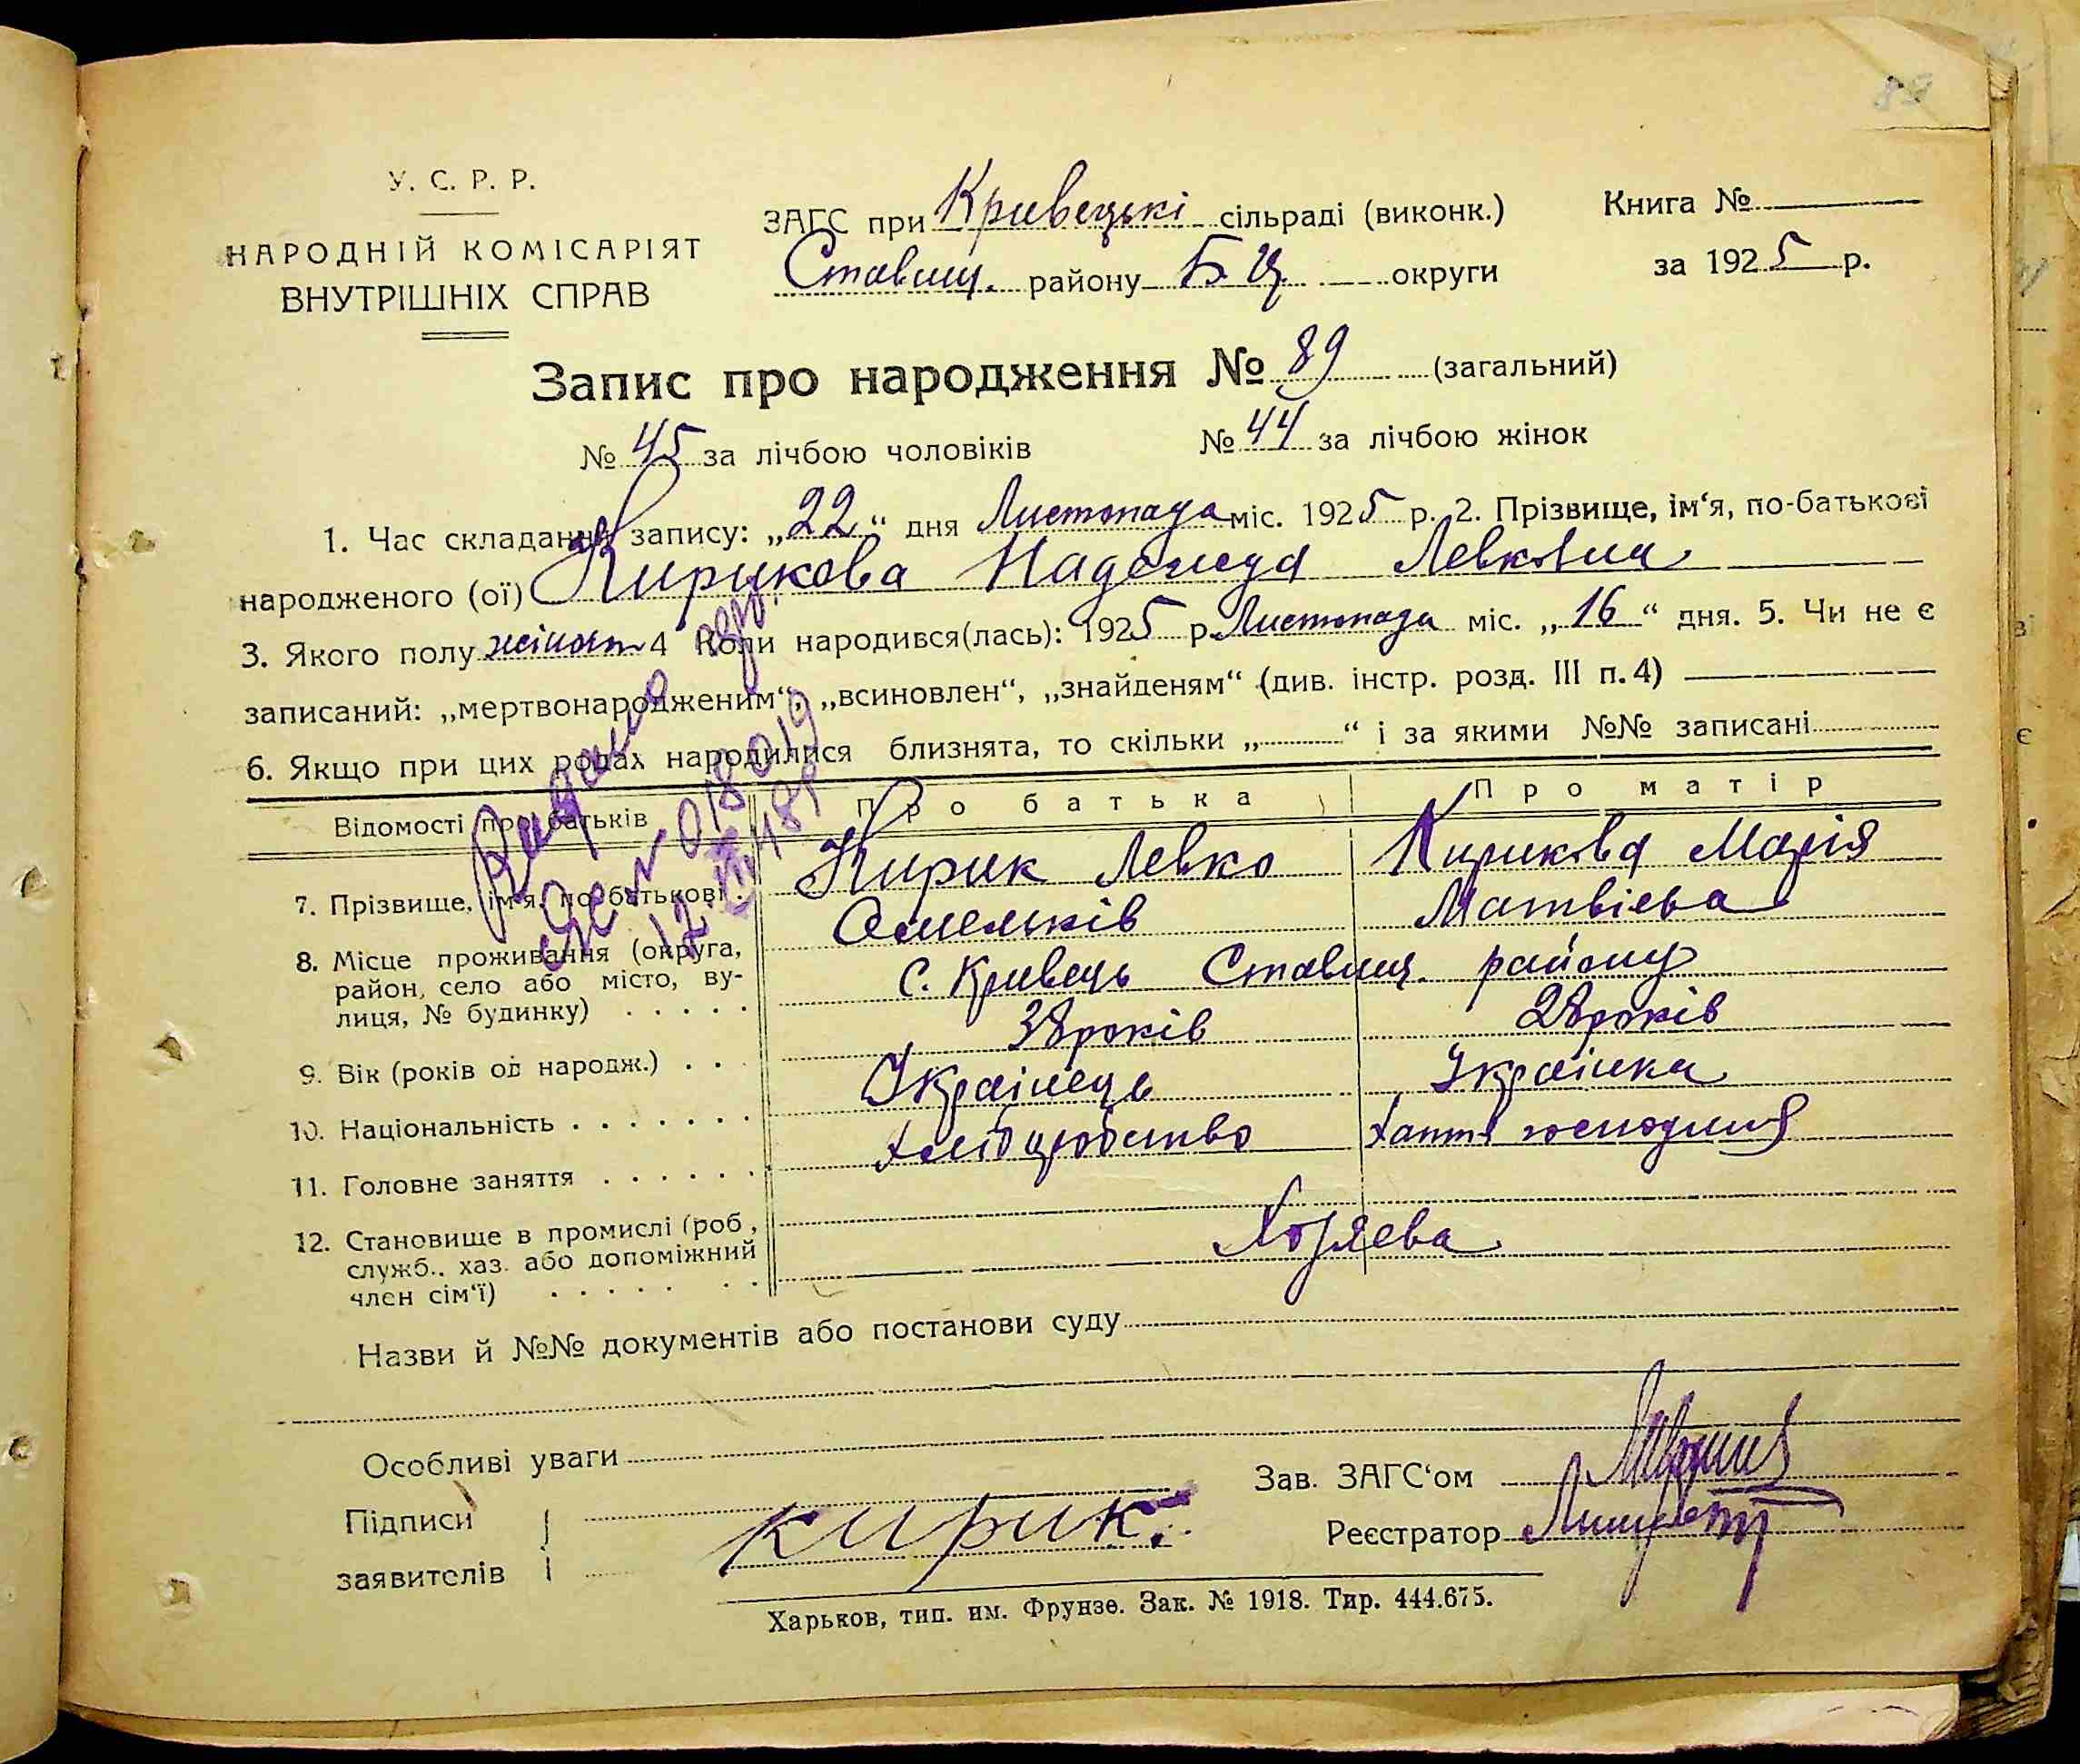 У. С. Р. Р.
НАРОДНІЙ КОМІСАРІЯТ
ВНУТРІШНІХ СПРАВ
ЗАГС при Кривецькі сільраді (виконк.)
Ставищ. району Б Ц округи
Книга №
за 1925 р.
Запис про народження № 89 (загальний)
№ 45 за лічбою чоловіків № 44 за лічбою жінок
1. Час складання запису: „22“ дня Листопада міс. 1925 р. 2. Прізвище, ім‘я, по-батькові
народженого (ої) Кирикова Надежда Левковна
3. Якого полу жіноч 4 Коли народився(лась): 1925 р. Листопада міс. „16“ дня. 5. Чи не є
записаний: „мертвонародженим“, „всиновлен“, „знайденям“ (див. інстр. розд. III п. 4)
6. Якщо при цих родах народилися близнята, то скільки „ “ і за якими №№ записані
Відомості про батьків Про батька Про матір
7. Прізвище, ім‘я, по-батькові Кирик Левко Кирикова Марія
Омельків Матвієва
8. Місце проживання (округа, район, село або місто, ву-
лиця, № будинку) с. Кривець Ставищ. району
9. Вік (років од народж.) 38 років 28 років
10. Національність Українець Українка
11. Головне заняття хліборобство хатня господиня
12. Становище в промислі (роб., служб., хаз. або допоміжний
член сім‘ї) Хозяева
Назви й №№ документів або постанови суду
Особливі уваги
Зав. ЗАГС‘ом
Підписи
заявителів кирик
Реєстратор
Харьков, тип. им. Фрунзе. Зак. № 1918. Тир. 444.675.